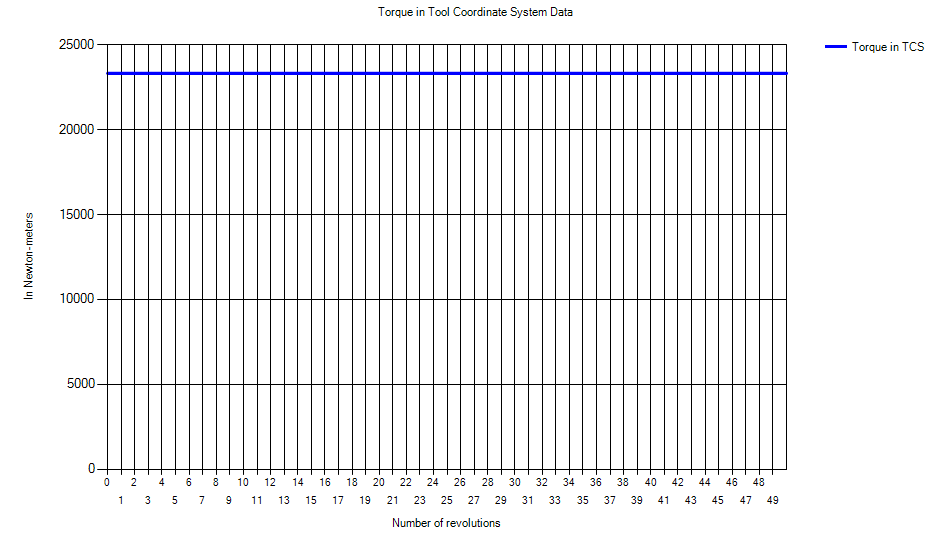 Torque in Tool Coordinate System Data
25000
Torque in TCS
20000
15000
In Newton-meters
10000
5000
0
0 2 4 6 8 10 12 14 16 18 20 22 24 26 28 30 32 34 36 38 40 42 44 46 48
1 3 5 7 9 11 13 15 17 19 21 23 25 27 29 31 33 35 37 39 41 43 45 47 49
Number of revolutions